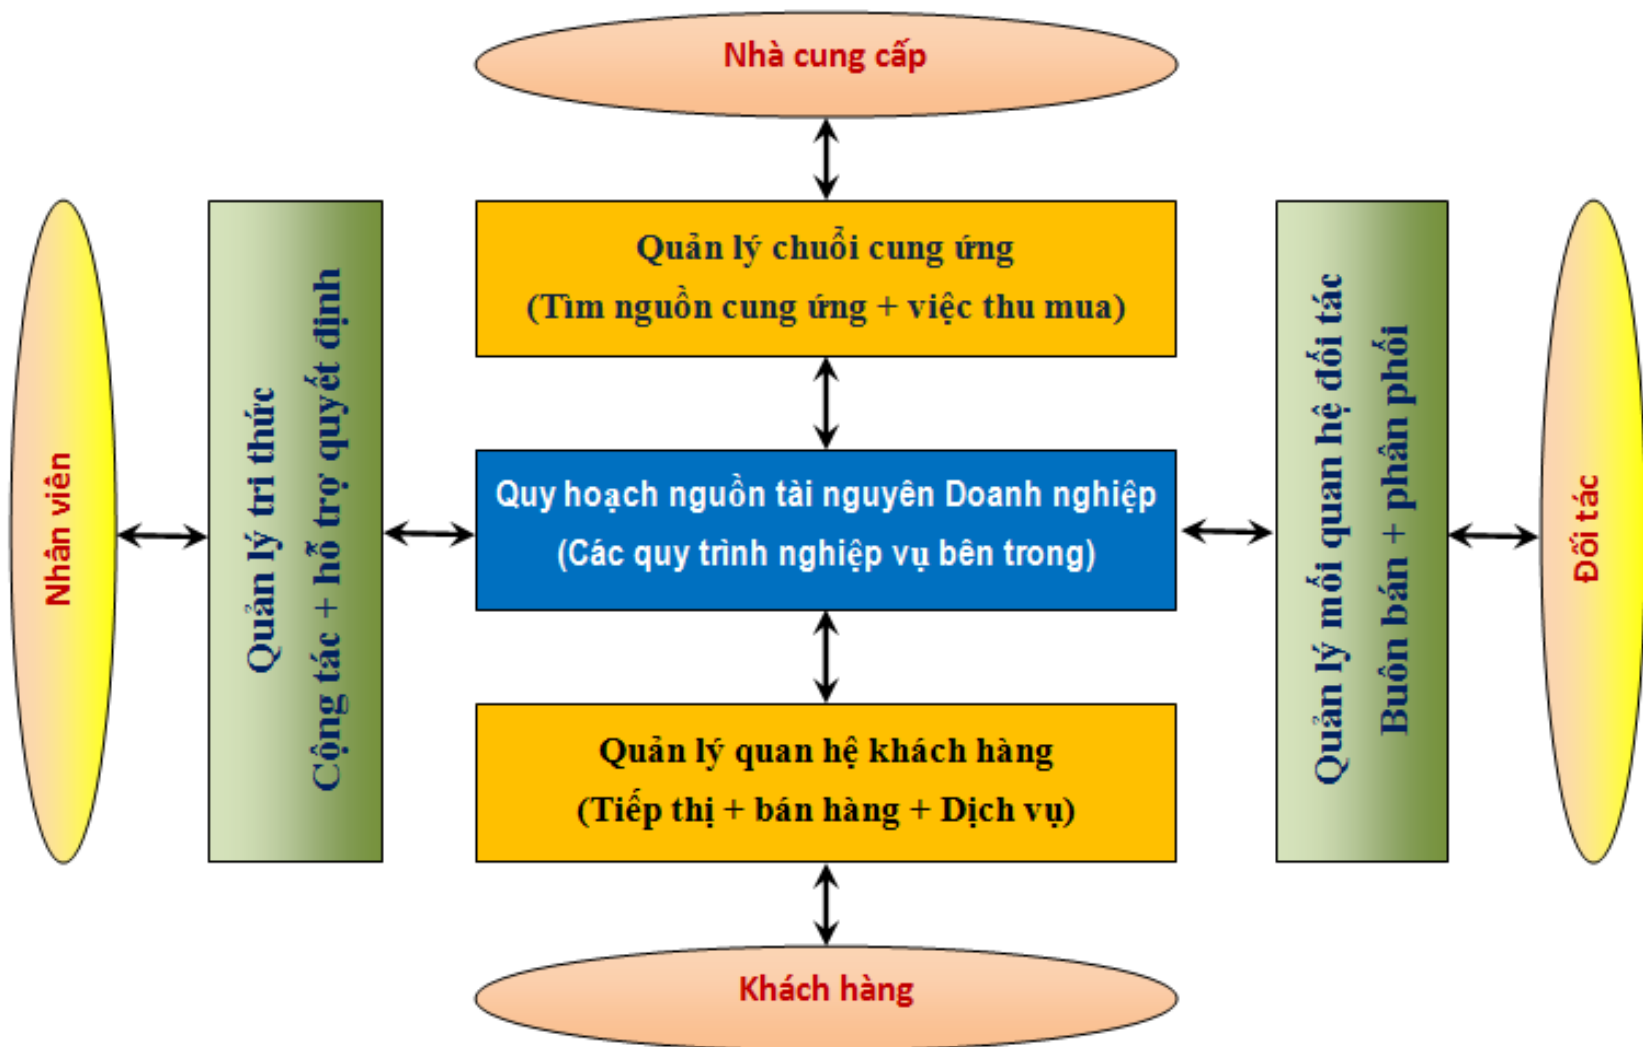 Nhà cung cấp
Quản lý chuổi cung ứng
(Tìm nguồn cung ứng + việc thu mua)
Nhân viên
Quản lý tri thức
Cộng tác + hỗ trợ quyết định
Quy hoạch nguồn tài nguyên Doanh nghiệp
(Các quy trình nghiệp vụ bên trong)
Quản lý mối quan hệ đối tác
Buôn bán + phân phối
Đối tác
Quản lý quan hệ khách hàng
(Tiếp thị + bán hàng + Dịch vụ)
Khách hàng